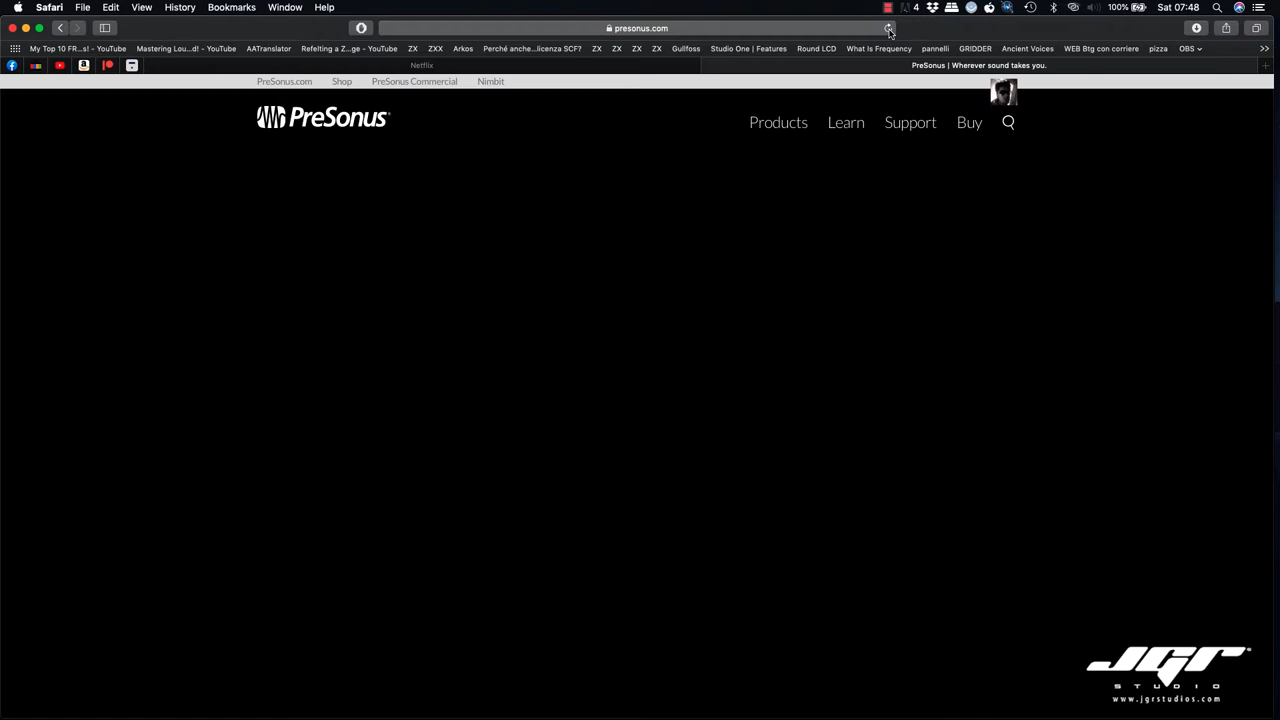 Safari File Edit View History Bookmarks Window Help 4 100% Sat 07:48
presonus.com
My Top 10 FR...s! - YouTube Mastering Lou...d! - YouTube AATranslator Refelting a Z...ge - YouTube ZX ZXX Arkos Perché anche...licenza SCF? ZX ZX ZX ZX Gullfoss Studio One | Features Round LCD What Is Frequency pannelli GRIDDER Ancient Voices WEB Btg con corriere pizza OBS
Netflix PreSonus | Wherever sound takes you.
PreSonus.com Shop PreSonus Commercial Nimbit
PreSonus Products Learn Support Buy
JGR
STUDIO
www.jgrstudios.com